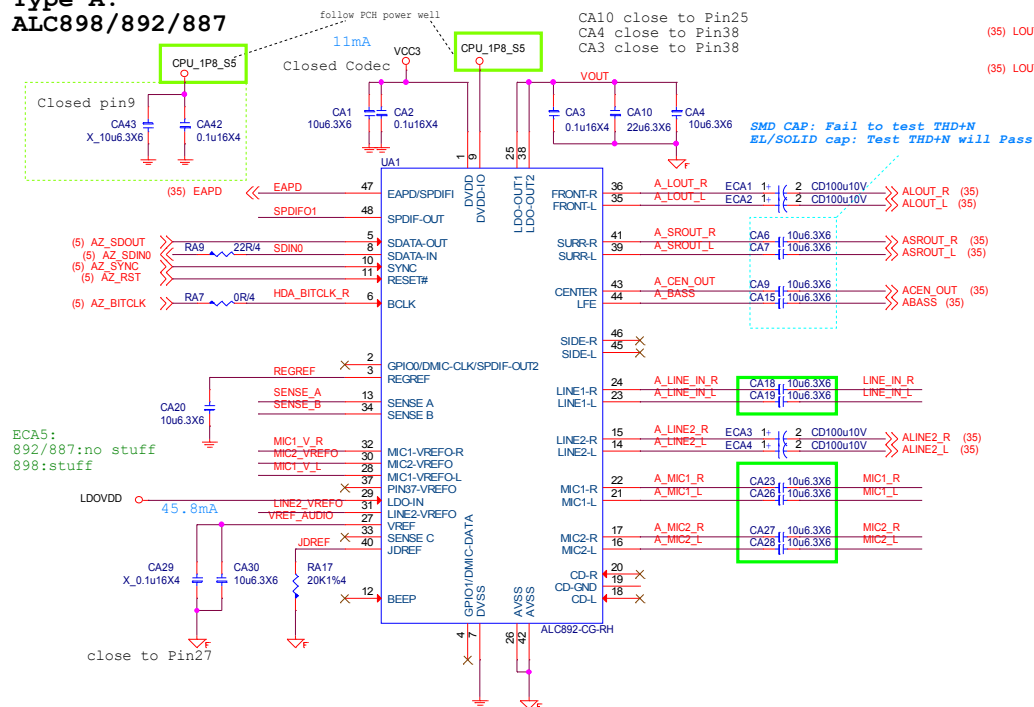 Type A:
ALC898/892/887
follow PCH power well
11mA
Closed Codec
VCC3
CPU_1P8_S5
CPU_1P8_S5
CA10 close to Pin25
CA4 close to Pin38
CA3 close to Pin38
(35) LOU
(35) LOU
VOUT
Closed pin9
CA43
X_10u6.3X6
CA42
0.1u16X4
CA1
10u6.3X6
CA2
0.1u16X4
CA3
0.1u16X4
CA10
22u6.3X6
CA4
10u6.3X6
SMD CAP: Fail to test THD+N
EL/SOLID cap: Test THD+N will Pass
UA1
1
9
25
38
DVDD
DVDD-IO
LDO-OUT1
LDO-OUT2
(35) EAPD
EAPD
47
EAPD/SPDIFI
SPDIFO1
48
SPDIF-OUT
(5) AZ_SDOUT
5
SDATA-OUT
(5) AZ_SDIN0
RA9
22R/4
SDIN0
8
SDATA-IN
(5) AZ_SYNC
10
SYNC
(5) AZ_RST
11
RESET#
(5) AZ_BITCLK
RA7
0R/4
HDA_BITCLK_R
6
BCLK
2
GPIO0/DMIC-CLK/SPDIF-OUT2
REGREF
3
REGREF
CA20
10u6.3X6
SENSE_A
13
SENSE A
SENSE_B
34
SENSE B
ECA5:
892/887:no stuff
898:stuff
MIC1_V_R
32
MIC1-VREFO-R
MIC2_VREFO
30
MIC2-VREFO
MIC1_V_L
28
MIC1-VREFO-L
37
PIN37-VREFO
LDOVDD
45.8mA
29
LDO-IN
LINE2_VREFO
31
LINE2-VREFO
VREF_AUDIO
27
VREF
33
SENSE C
JDREF
40
JDREF
CA29
X_0.1u16X4
CA30
10u6.3X6
RA17
20K1%4
12
BEEP
close to Pin27
FRONT-R
36
A_LOUT_R
ECA1
1+
2
CD100u10V
ALOUT_R (35)
FRONT-L
35
A_LOUT_L
ECA2
1+
2
CD100u10V
ALOUT_L (35)
SURR-R
41
A_SROUT_R
CA6
10u6.3X6
ASROUT_R (35)
SURR-L
39
A_SROUT_L
CA7
10u6.3X6
ASROUT_L (35)
CENTER
43
A_CEN_OUT
CA9
10u6.3X6
ACEN_OUT (35)
LFE
44
A_BASS
CA15
10u6.3X6
ABASS (35)
SIDE-R
46
SIDE-L
45
LINE1-R
24
A_LINE_IN_R
CA18
10u6.3X6
LINE_IN_R
LINE1-L
23
A_LINE_IN_L
CA19
10u6.3X6
LINE_IN_L
LINE2-R
15
A_LINE2_R
ECA3
1+
2
CD100u10V
ALINE2_R (35)
LINE2-L
14
A_LINE2_L
ECA4
1+
2
CD100u10V
ALINE2_L (35)
MIC1-R
22
A_MIC1_R
CA23
10u6.3X6
MIC1_R
MIC1-L
21
A_MIC1_L
CA26
10u6.3X6
MIC1_L
MIC2-R
17
A_MIC2_R
CA27
10u6.3X6
MIC2_R
MIC2-L
16
A_MIC2_L
CA28
10u6.3X6
MIC2_L
CD-R
20
CD-GND
19
CD-L
18
GPIO1/DMIC-DATA
DVSS
AVSS
AVSS
4
7
26
42
ALC892-CG-RH